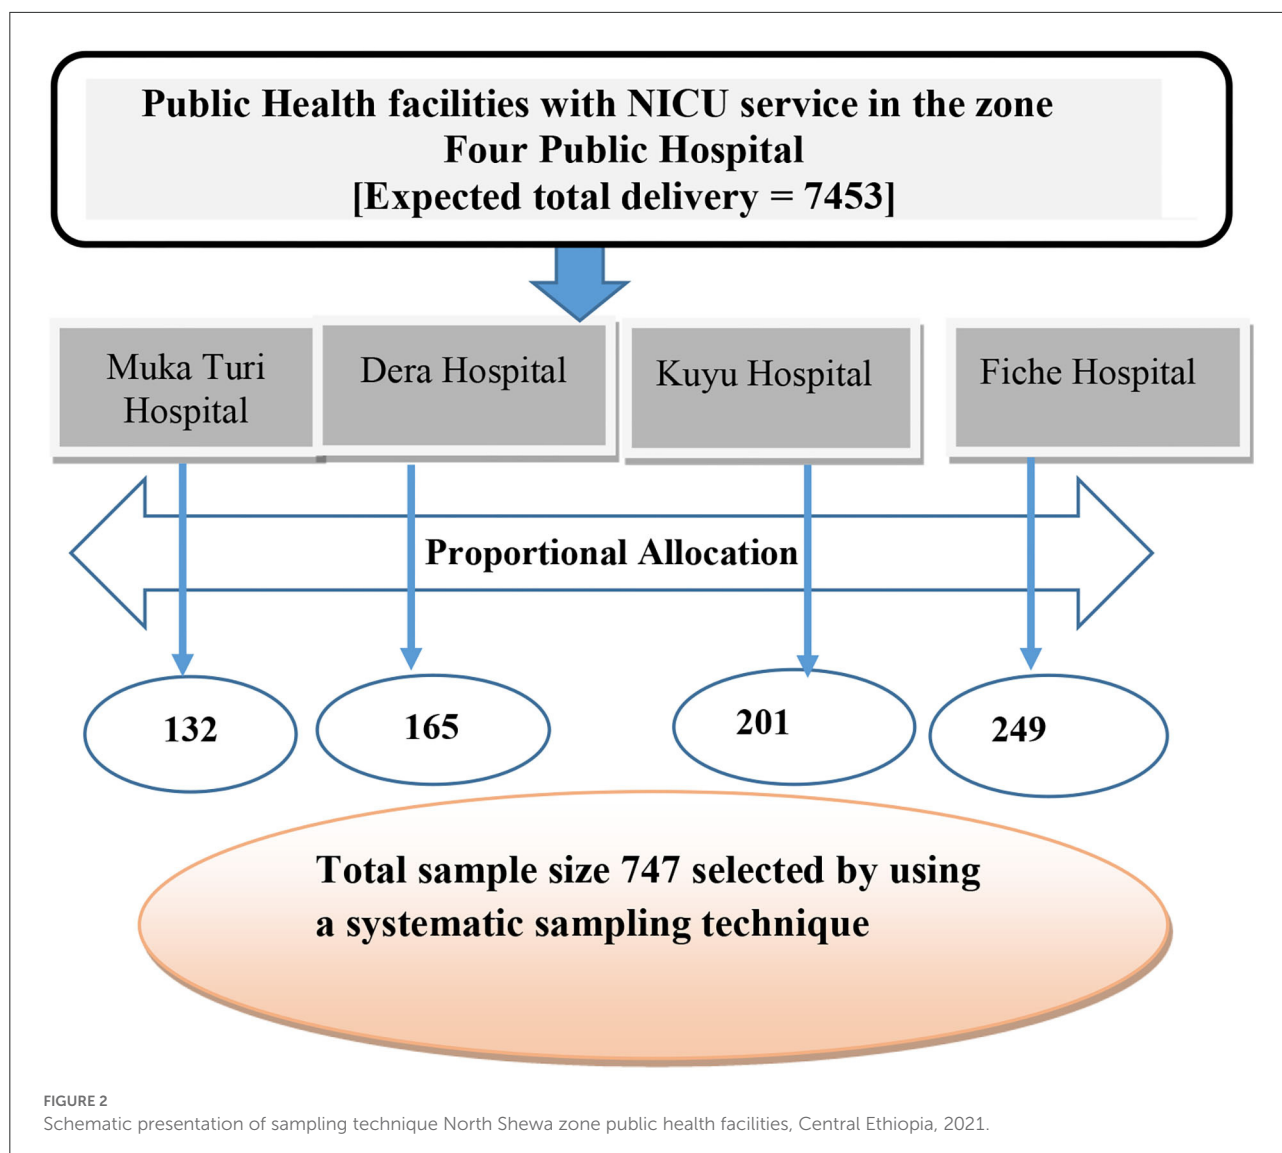 Public Health facilities with NICU service in the zone
Four Public Hospital
[Expected total delivery = 7453]
Muka Turi
Hospital
Dera Hospital
Kuyu Hospital
Fiche Hospital
Proportional Allocation
132
165
201
249
Total sample size 747 selected by using
a systematic sampling technique
FIGURE 2
Schematic presentation of sampling technique North Shewa zone public health facilities, Central Ethiopia, 2021.